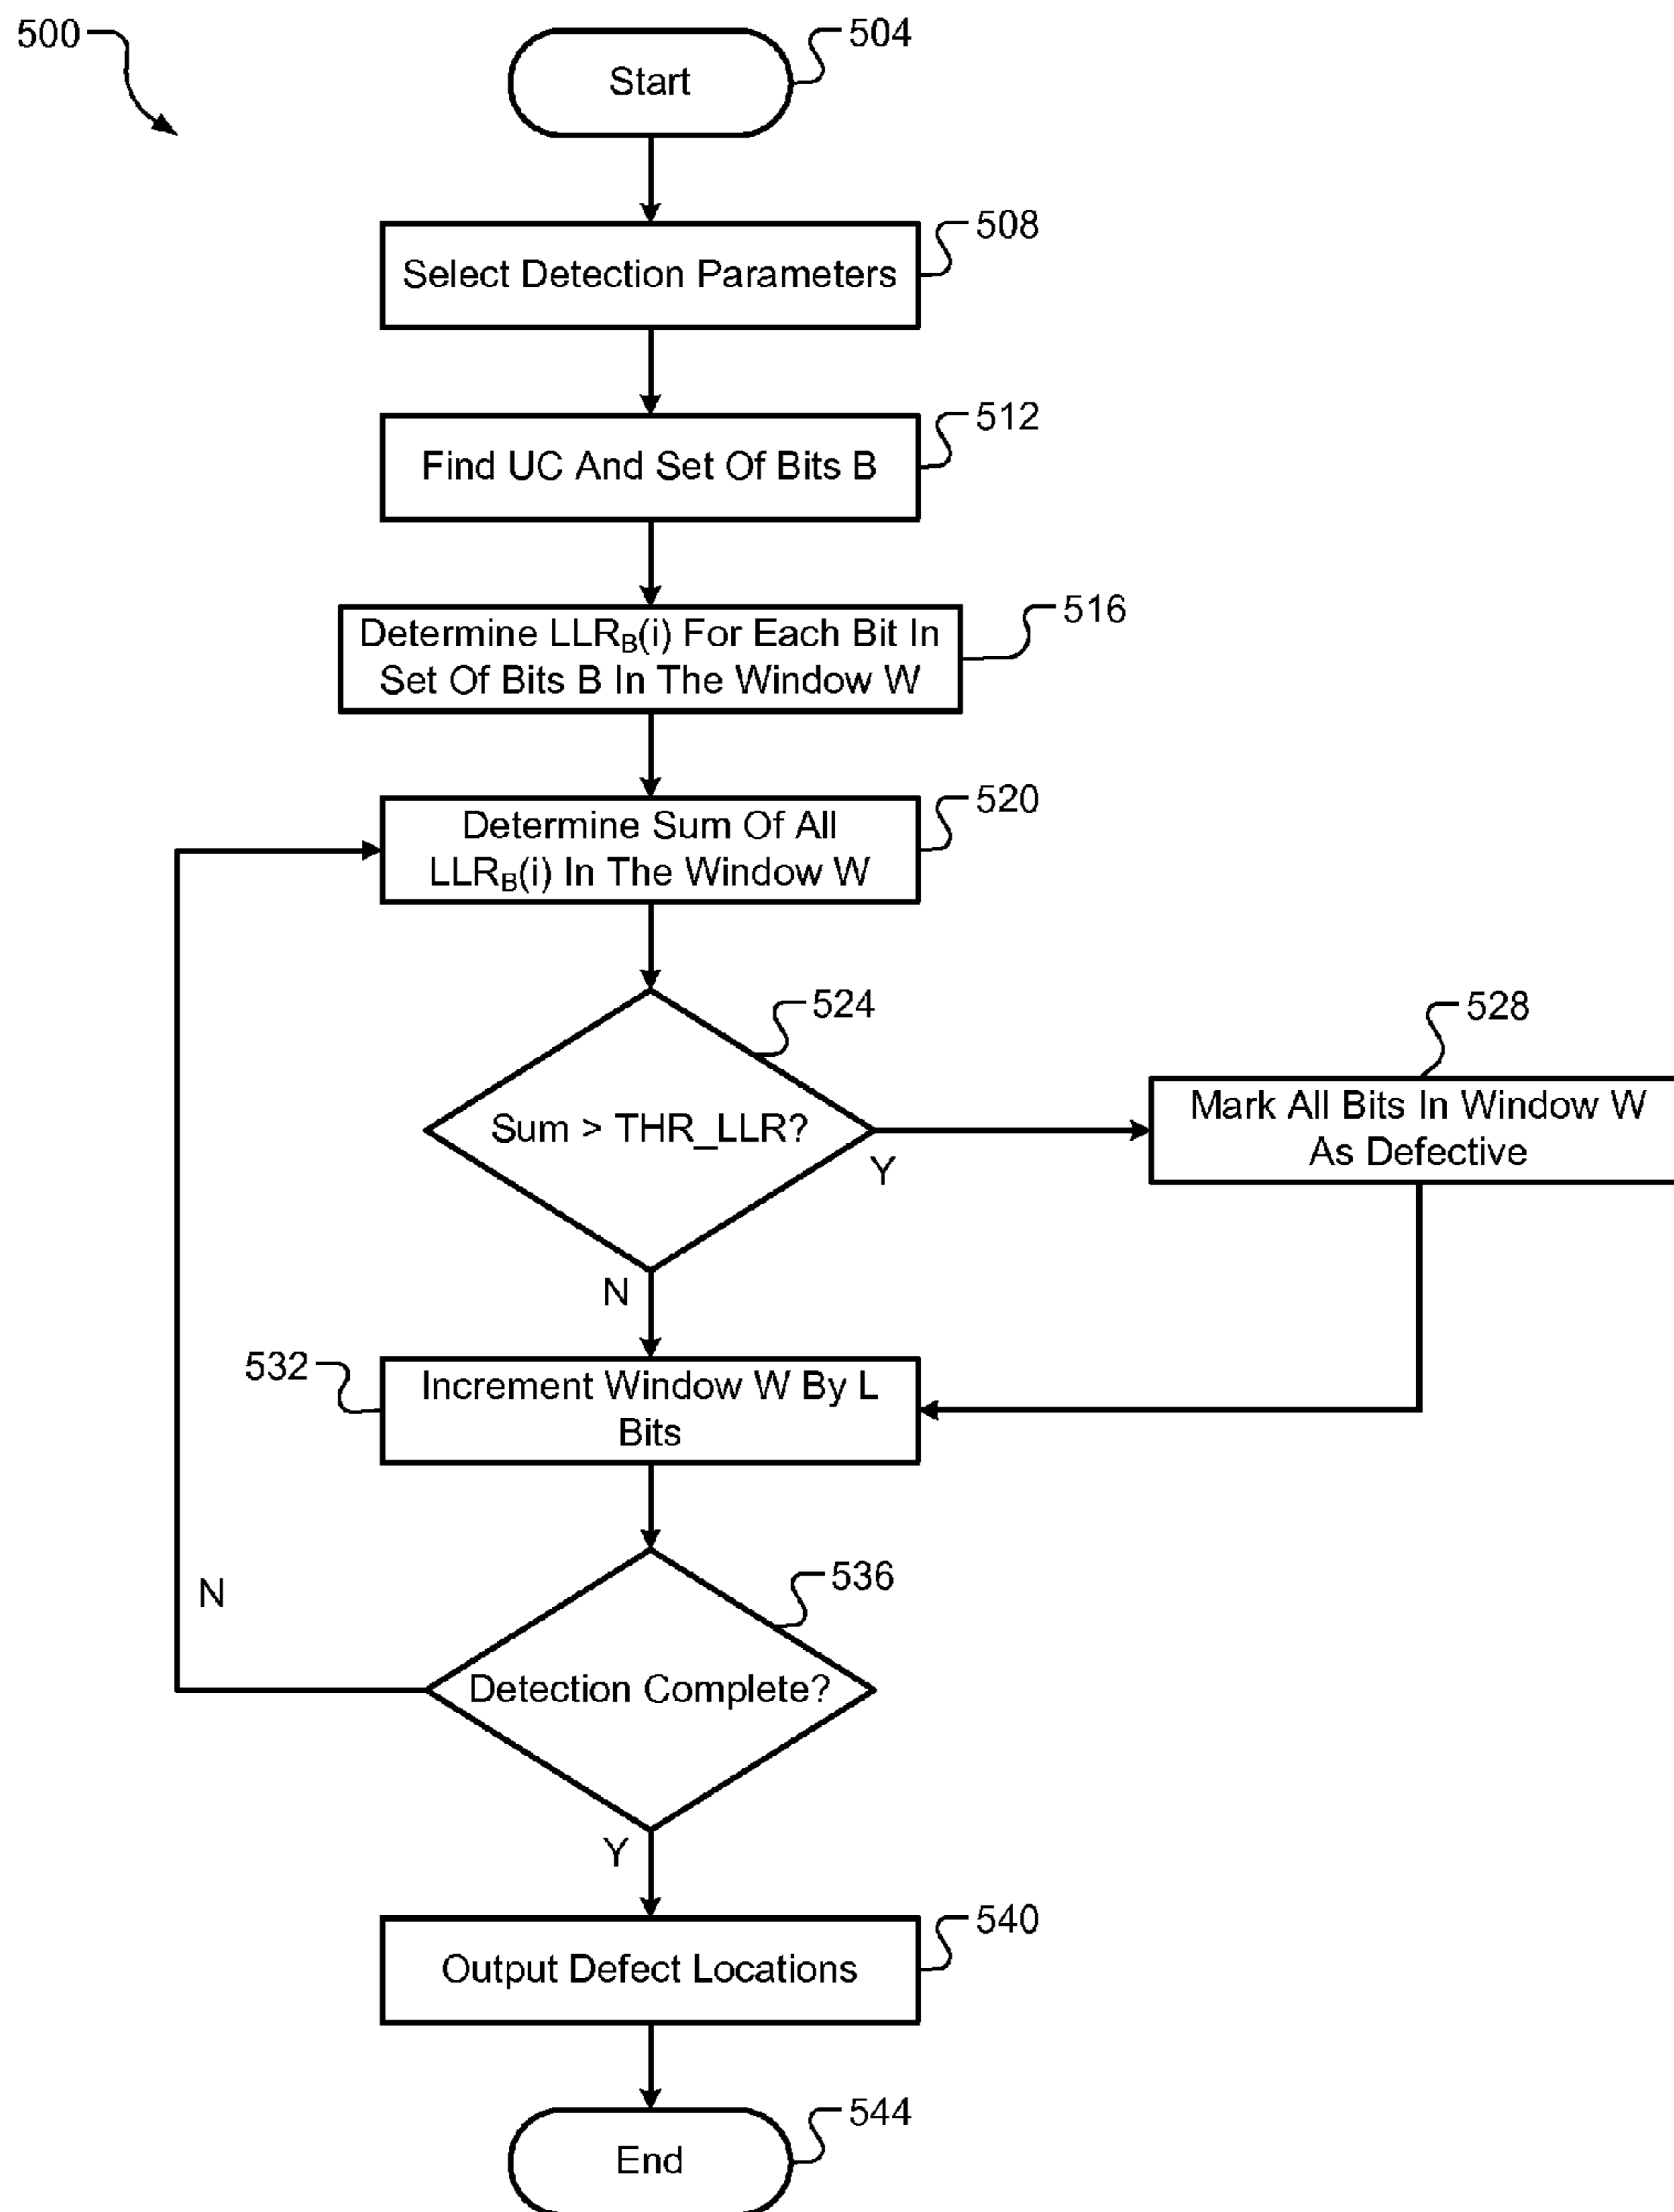 500
504
Start
508
Select Detection Parameters
512
Find UC And Set Of Bits B
516
Determine LLRB(i) For Each Bit In
Set Of Bits B In The Window W
520
Determine Sum Of All
LLRB(i) In The Window W
524
Sum > THR_LLR?
Y
N
528
Mark All Bits In Window W
As Defective
532
Increment Window W By L
Bits
536
Detection Complete?
N
Y
540
Output Defect Locations
544
End